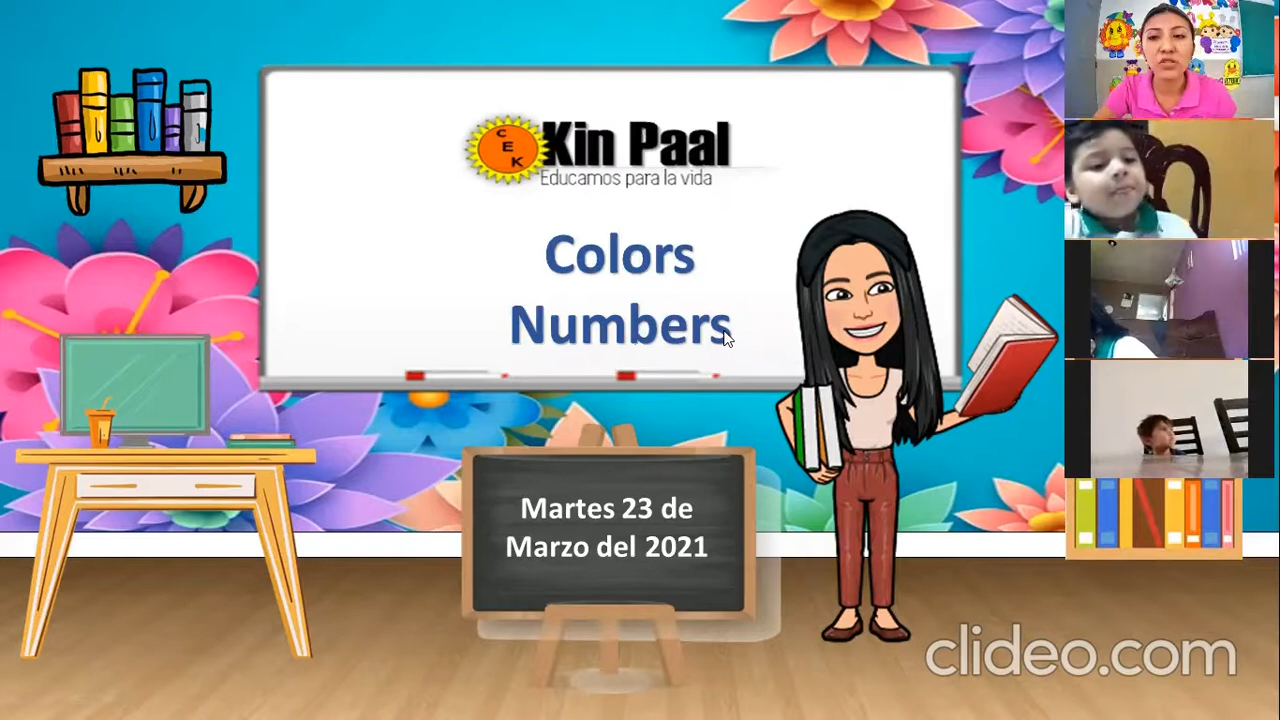 C
E
K
Kin Paal
Educamos para la vida
Colors
Numbers
Martes 23 de
Marzo del 2021
clideo.com